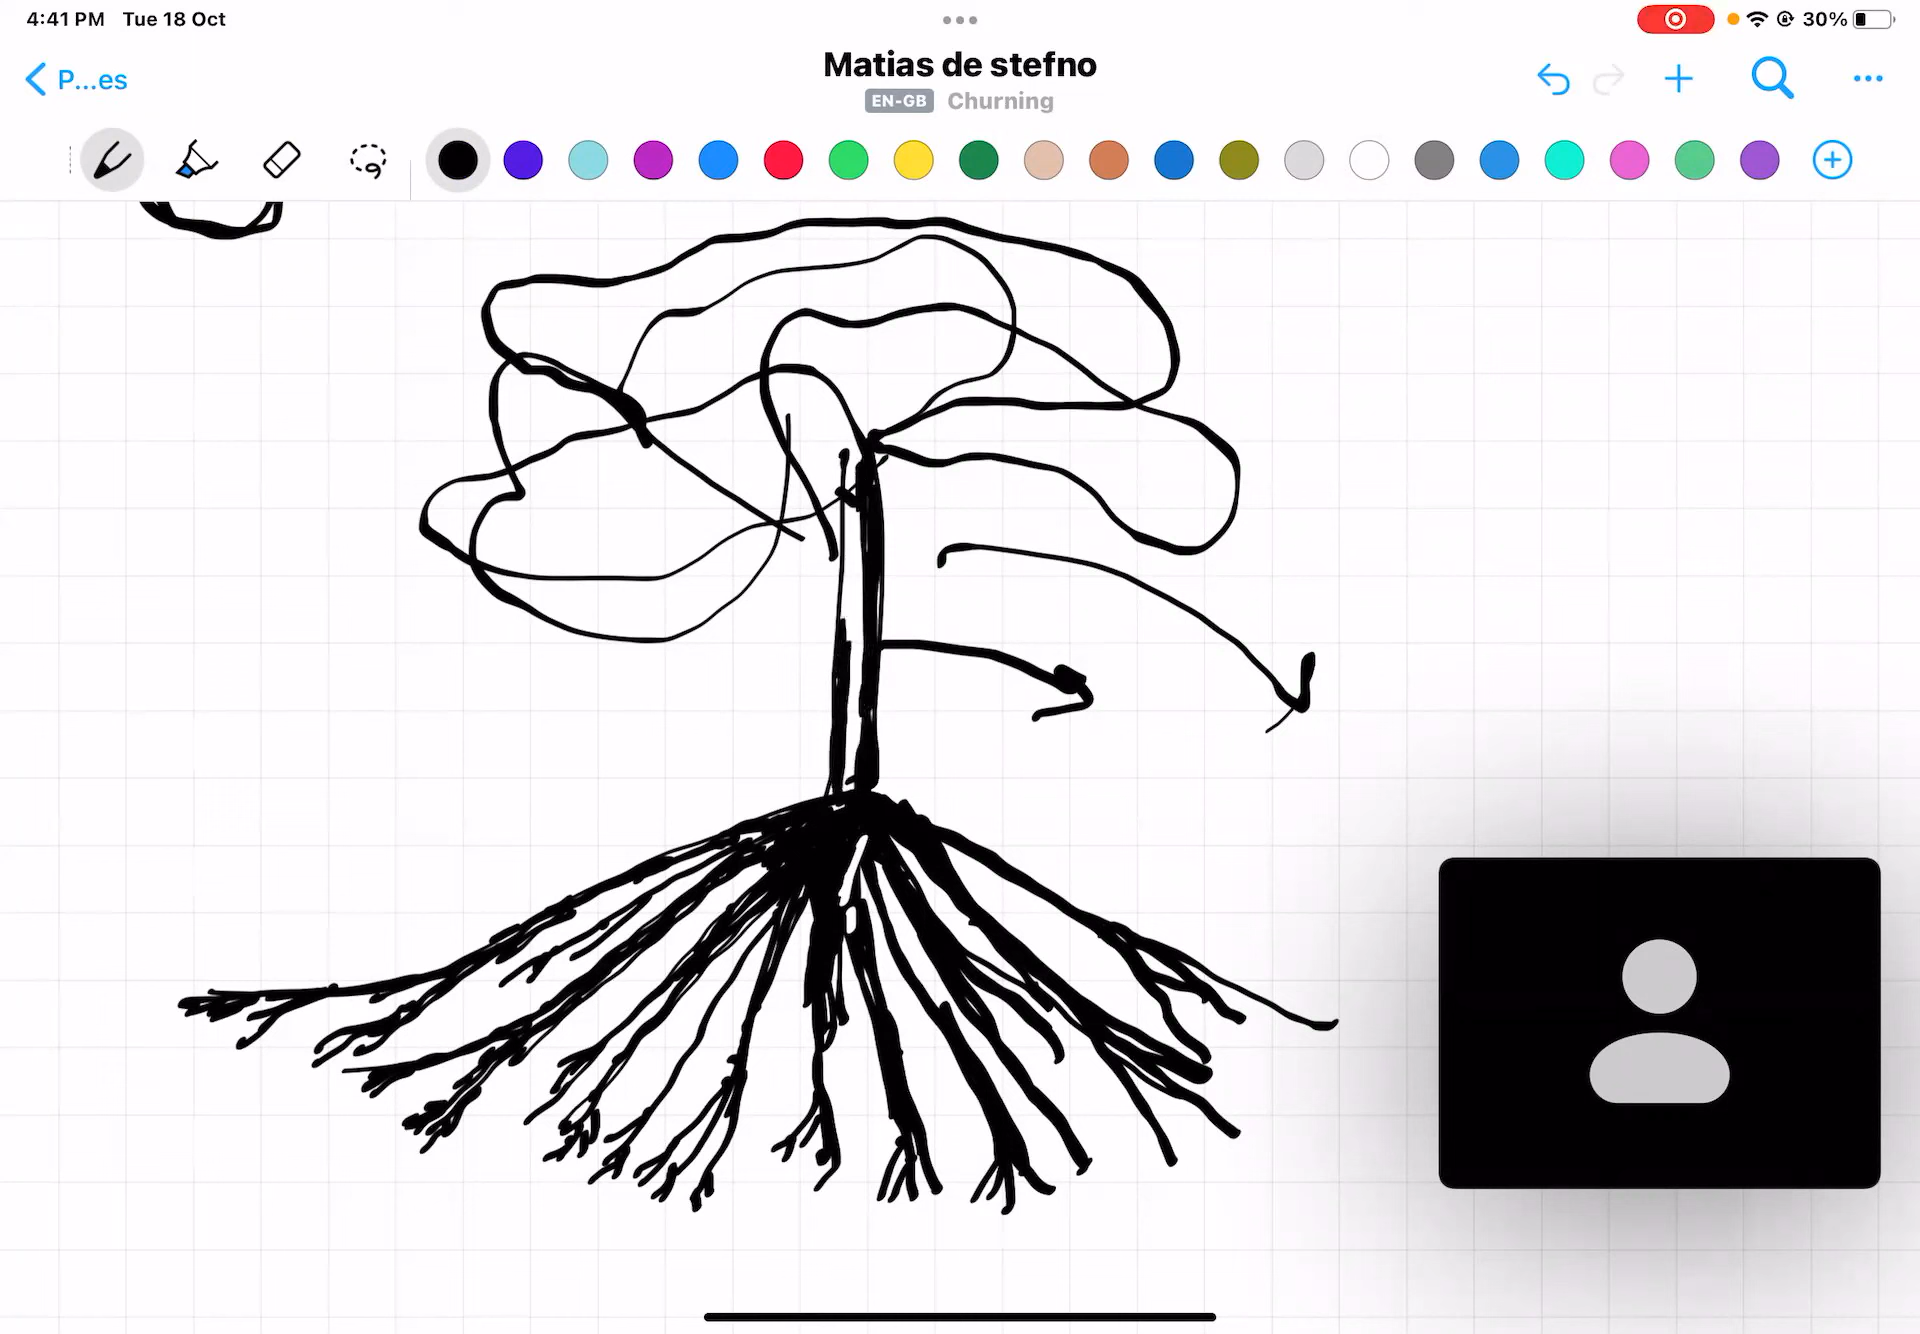 4:41 PM Tue 18 Oct
30%
P...es
Matias de stefno
EN-GB Churning